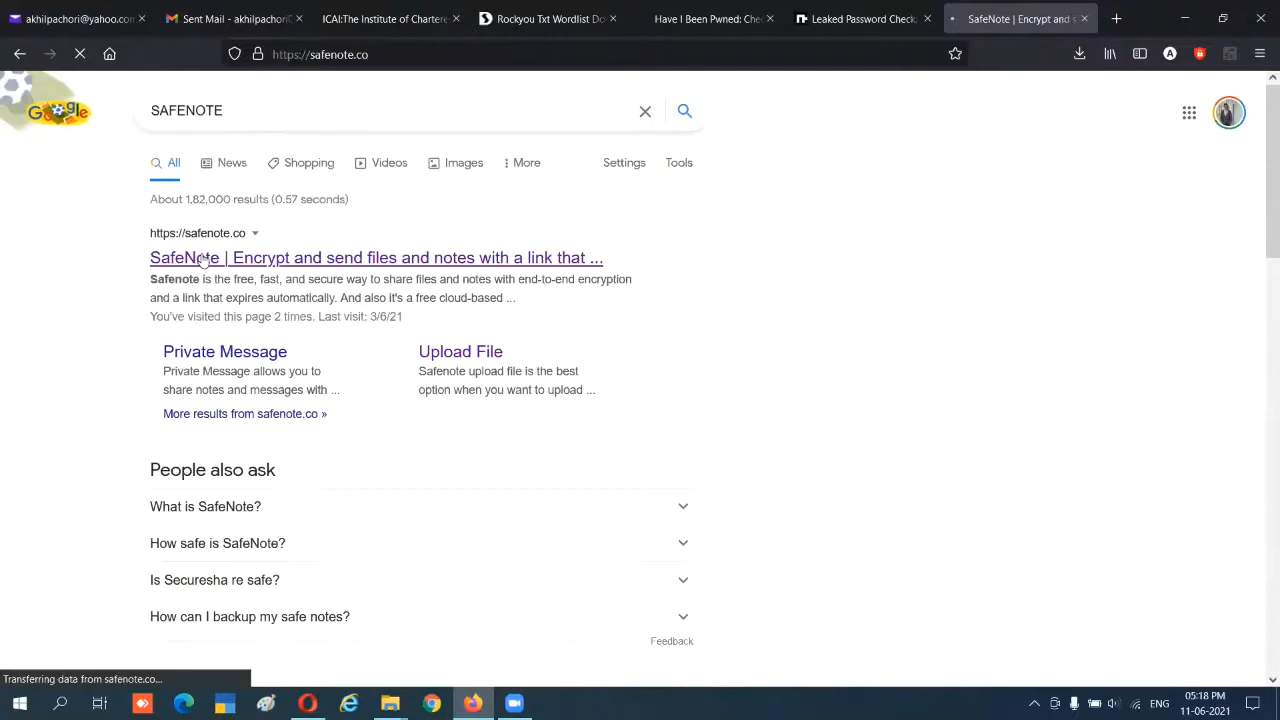 akhilpachori@yahoo.com
Sent Mail | akhilpachori@
ICAI:The Institute of Chartere
Rockyou Txt Wordlist Do
Have I Been Pwned: Che
Leaked Password Check
SafeNote | Encrypt and s
https://safenote.co
Google
SAFENOTE
All
News
Shopping
Videos
Images
More
Settings
Tools
About 1,82,000 results (0.57 seconds)
https://safenote.co
SafeNote | Encrypt and send files and notes with a link that ...
Safenote is the free, fast, and secure way to share files and notes with end-to-end encryption
and a link that expires automatically. And also it's a free cloud-based ...
You've visited this page 2 times. Last visit: 3/6/21
Private Message
Upload File
Private Message allows you to
Safenote upload file is the best
share notes and messages with ...
option when you want to upload ...
More results from safenote.co »
People also ask
What is SafeNote?
How safe is SafeNote?
Is Securesha re safe?
How can I backup my safe notes?
Feedback
Transferring data from safenote.co...
05:18 PM
11-06-2021